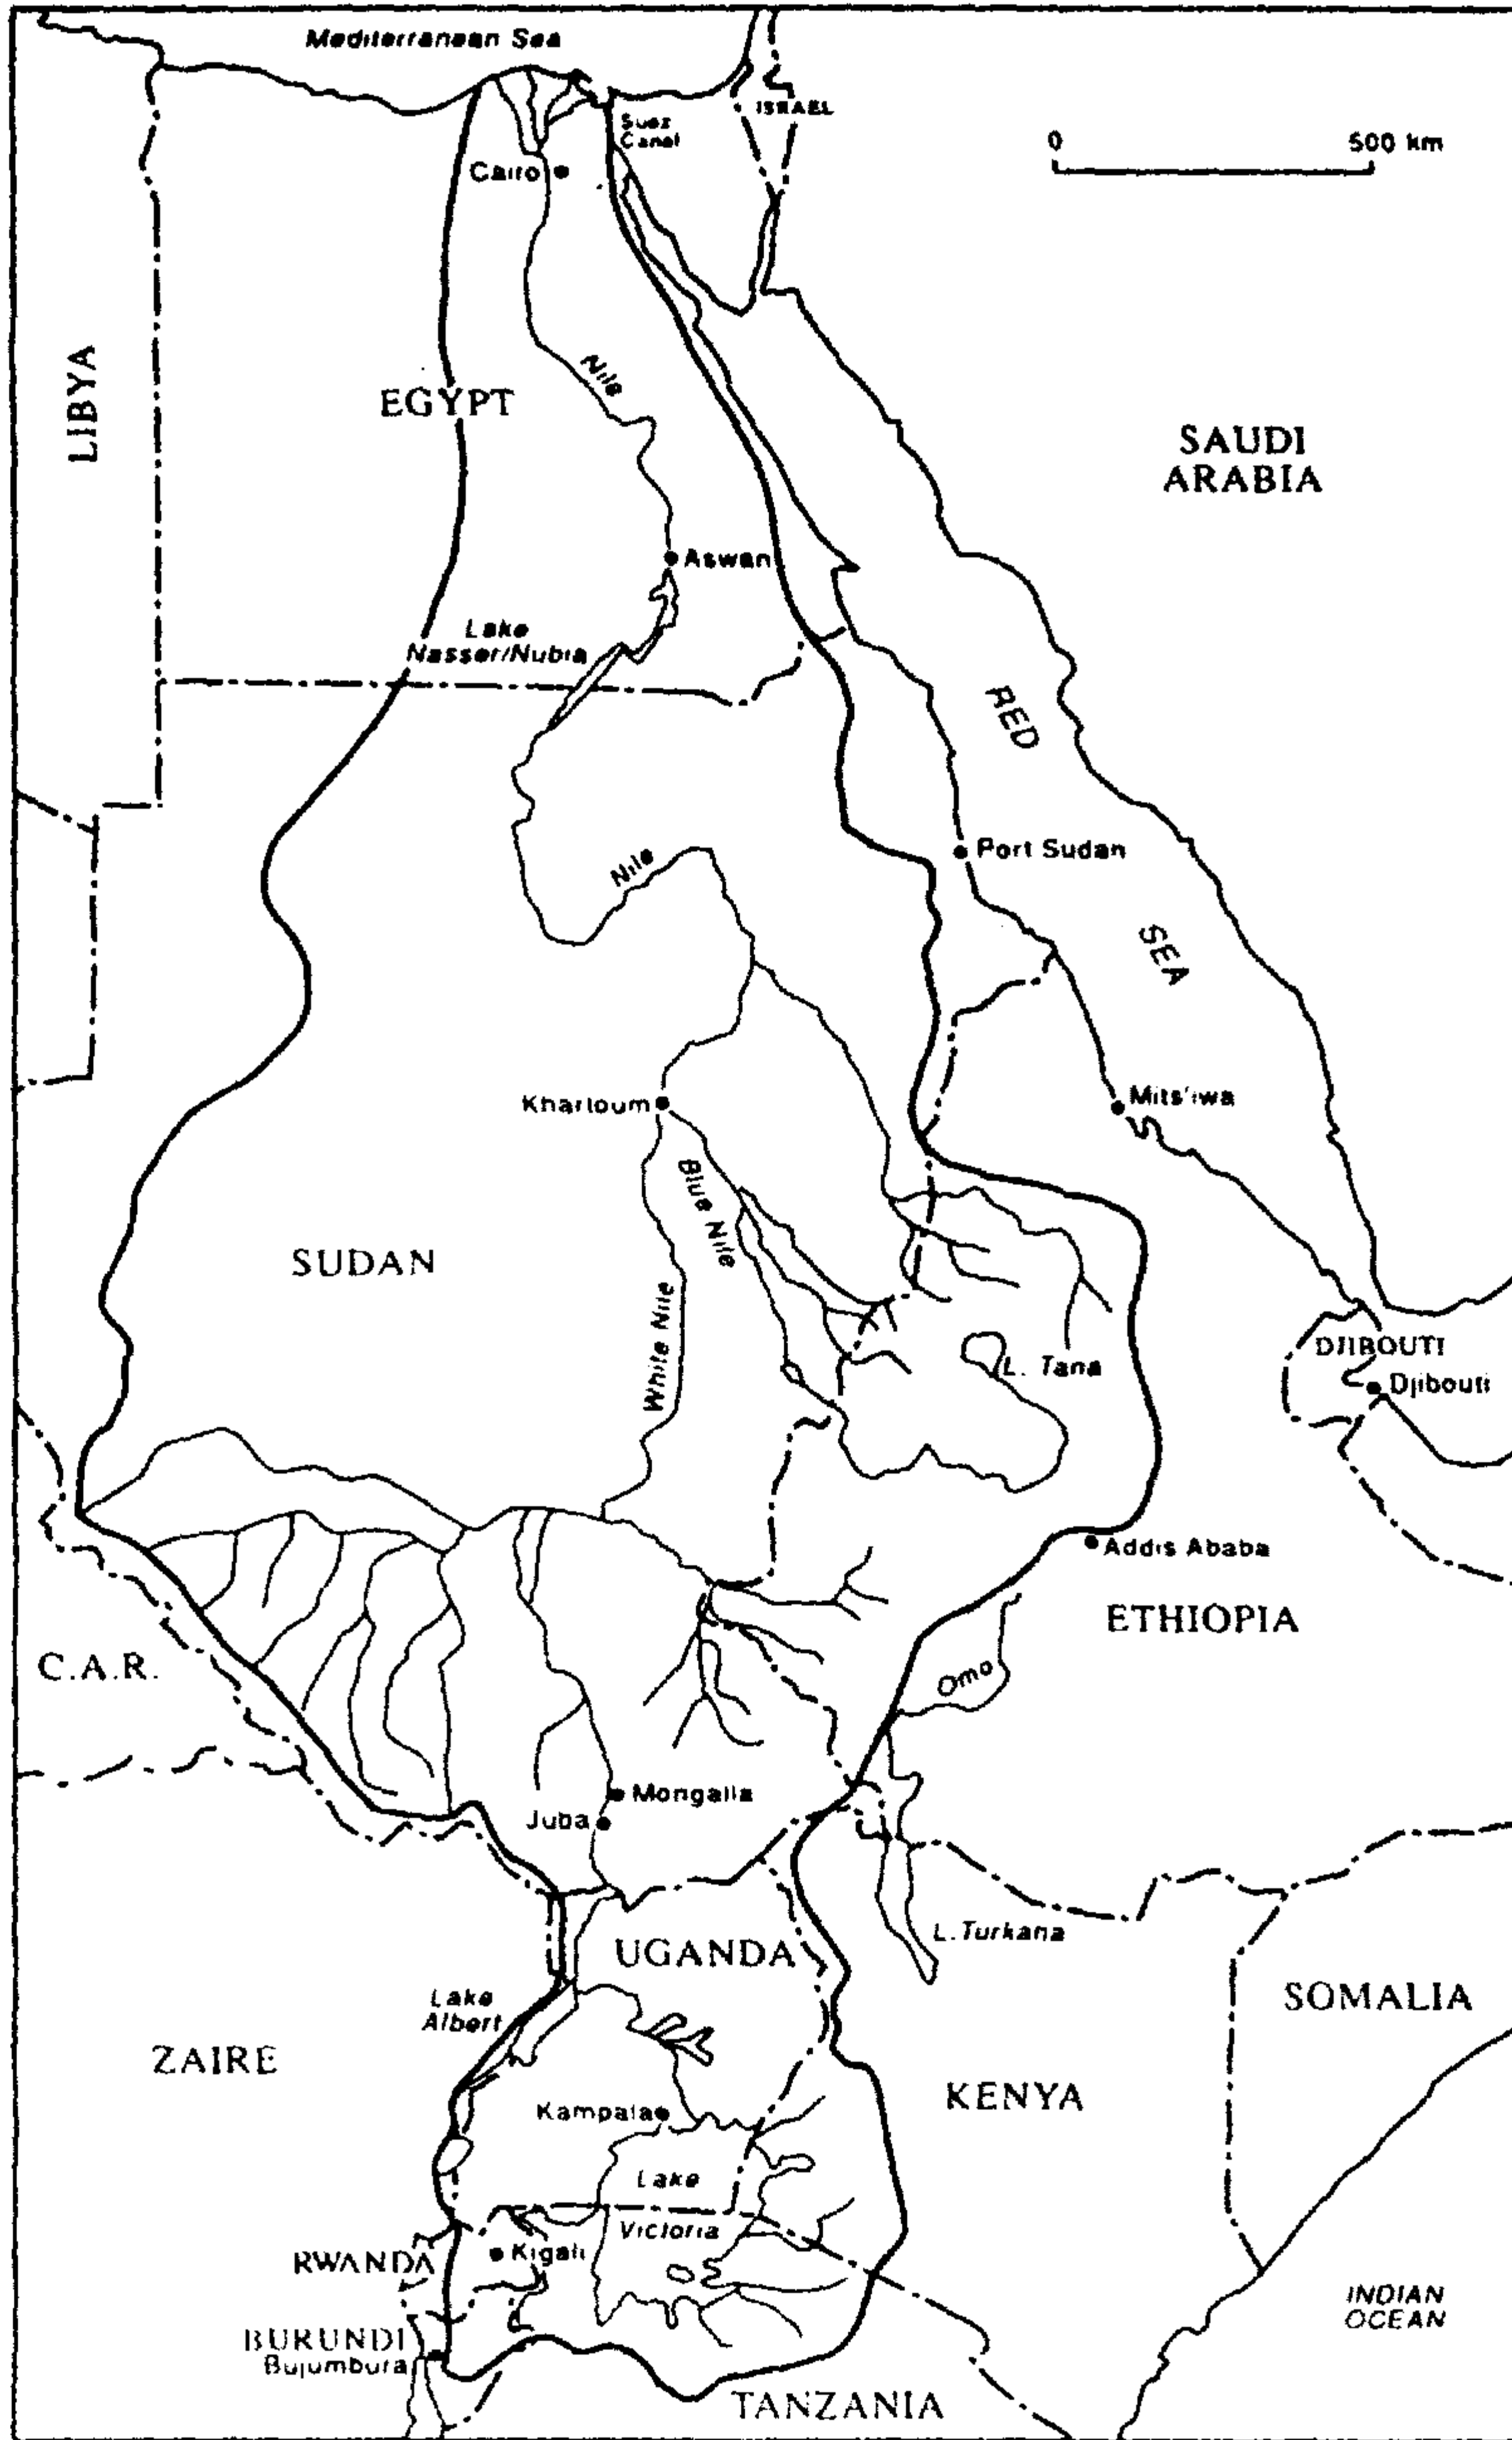 Mediterranean Sea
ISRAEL
Suez
Canal
0 500 km
Cairo
LIBYA
Nile
EGYPT
SAUDI
ARABIA
Aswan
Lake
Nasser/Nubia
RED
SEA
Port Sudan
Nile
Khartoum
Mits'iwa
Blue Nile
SUDAN
White Nile
L. Tana
DJIBOUTI
Djibouti
Addis Ababa
ETHIOPIA
C.A.R.
Omo
Mongalla
Juba
L. Turkana
UGANDA
SOMALIA
Lake
Albert
ZAIRE
KENYA
Kampala
Lake
Victoria
RWANDA
Kigali
INDIAN
OCEAN
BURUNDI
Bujumbura
TANZANIA